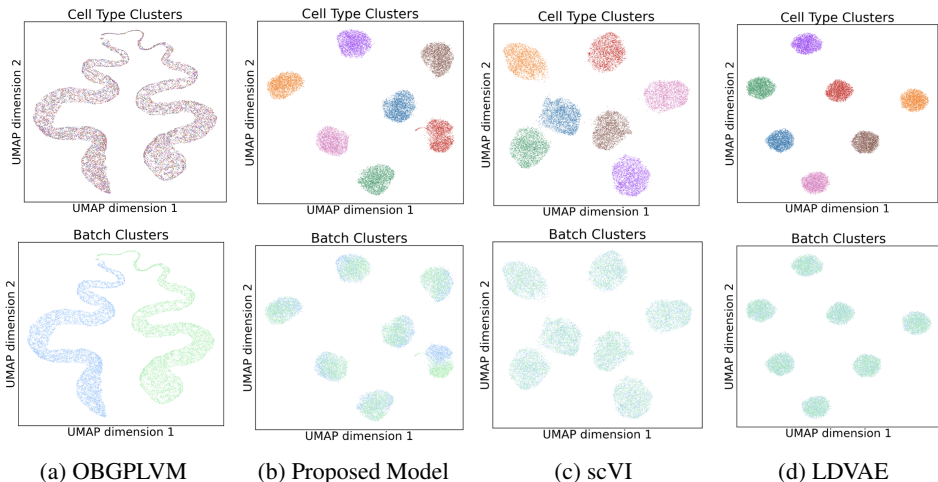 Cell Type Clusters
UMAP dimension 2
UMAP dimension 1
Cell Type Clusters
UMAP dimension 2
UMAP dimension 1
Cell Type Clusters
UMAP dimension 2
UMAP dimension 1
Cell Type Clusters
UMAP dimension 2
UMAP dimension 1
Batch Clusters
UMAP dimension 2
UMAP dimension 1
Batch Clusters
UMAP dimension 2
UMAP dimension 1
Batch Clusters
UMAP dimension 2
UMAP dimension 1
Batch Clusters
UMAP dimension 2
UMAP dimension 1
(a) OBGPLVM
(b) Proposed Model
(c) scVI
(d) LDVAE